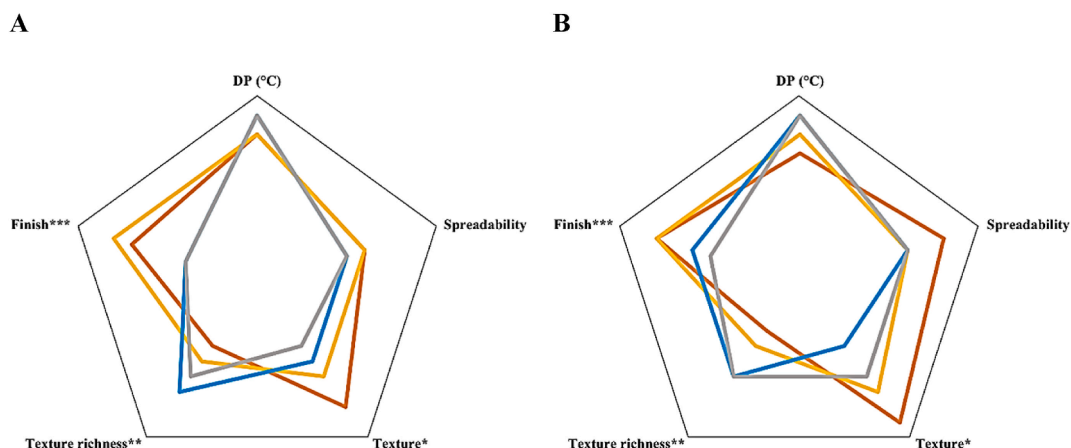 A
B
DP (°C)
DP (°C)
Finish***
Spreadability
Finish***
Spreadability
Texture richness**
Texture*
Texture richness**
Texture*